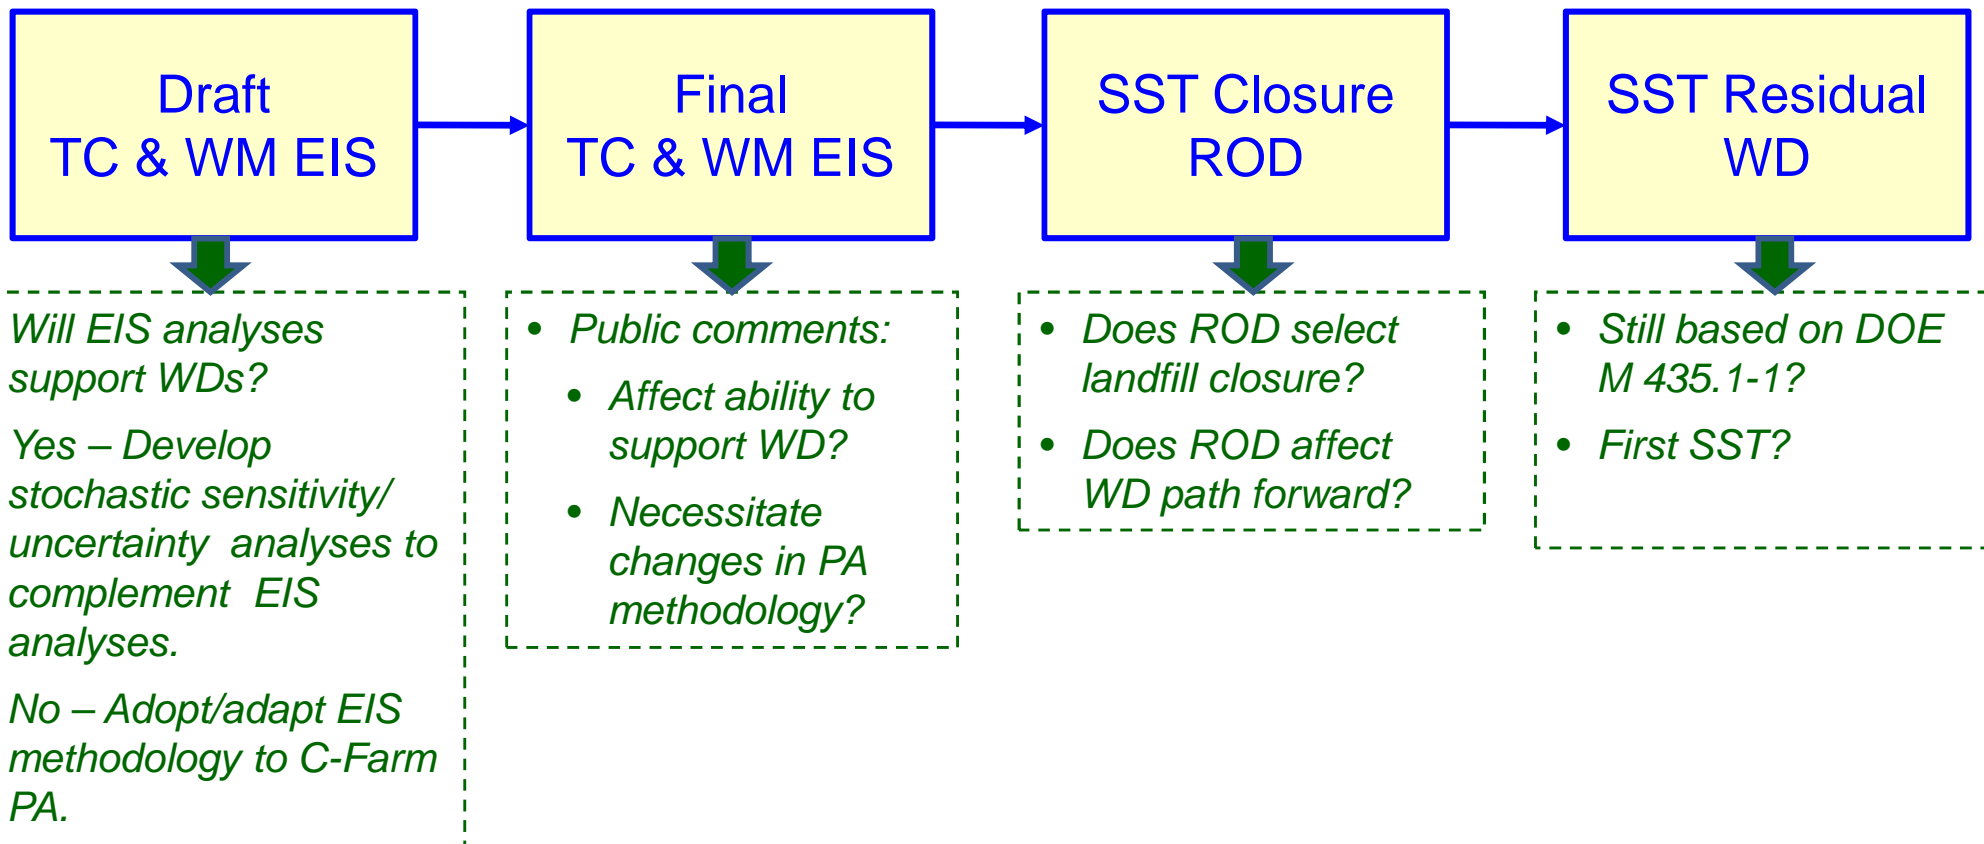 Draft
TC & WM EIS
Final
TC & WM EIS
SST Closure
ROD
SST Residual
WD
Will EIS analyses
support WDs?
Yes – Develop
stochastic sensitivity/
uncertainty analyses to
complement EIS
analyses.
No – Adopt/adapt EIS
methodology to C-Farm
PA.
• Public comments:
• Affect ability to
support WD?
• Necessitate
changes in PA
methodology?
• Does ROD select
landfill closure?
• Does ROD affect
WD path forward?
• Still based on DOE
M 435.1-1?
• First SST?